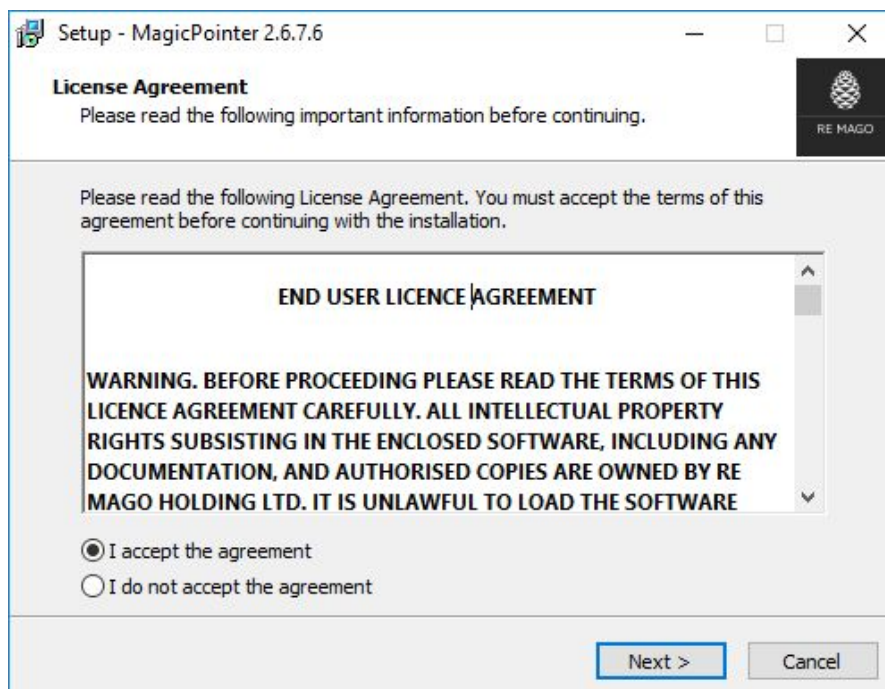 Setup - MagicPointer 2.6.7.6
License Agreement
Please read the following important information before continuing.
RE MAGO
Please read the following License Agreement. You must accept the terms of this
agreement before continuing with the installation.
END USER LICENCE AGREEMENT
WARNING. BEFORE PROCEEDING PLEASE READ THE TERMS OF THIS
LICENCE AGREEMENT CAREFULLY. ALL INTELLECTUAL PROPERTY
RIGHTS SUBSISTING IN THE ENCLOSED SOFTWARE, INCLUDING ANY
DOCUMENTATION, AND AUTHORISED COPIES ARE OWNED BY RE
MAGO HOLDING LTD. IT IS UNLAWFUL TO LOAD THE SOFTWARE
I accept the agreement
I do not accept the agreement
Next >
Cancel